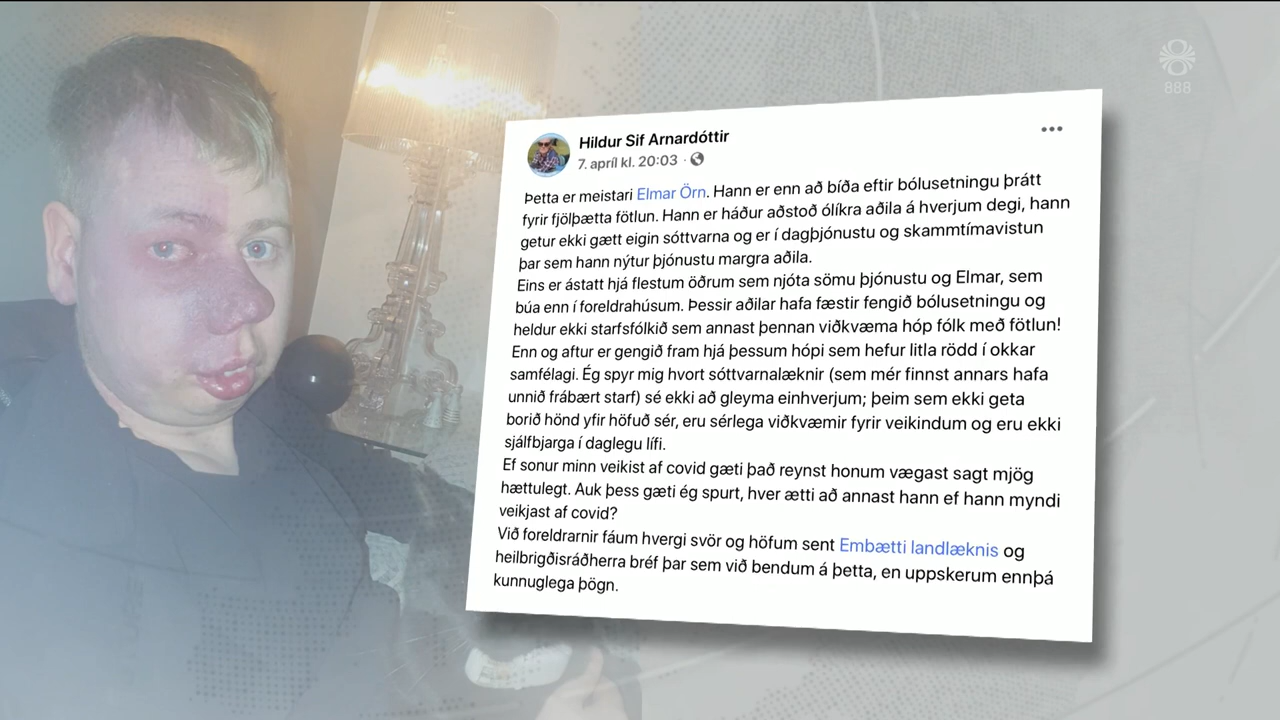 888
Hildur Sif Arnardóttir
7. apríl kl. 20:03 ·
Þetta er meistari Elmar Örn. Hann er enn að bíða eftir bólusetningu þrátt
fyrir fjölþætta fötlun. Hann er háður aðstoð ólíkra aðila á hverjum degi, hann
getur ekki gætt eigin sóttvarna og er í dagþjónustu og skammtímavistun
þar sem hann nýtur þjónustu margra aðila.
Eins er ástatt hjá flestum öðrum sem njóta sömu þjónustu og Elmar, sem
búa enn í foreldrahúsum. Þessir aðilar hafa fæstir fengið bólusetningu og
heldur ekki starfsfólkið sem annast þennan viðkvæma hóp fólk með fötlun!
Enn og aftur er gengið fram hjá þessum hópi sem hefur litla rödd í okkar
samfélagi. Ég spyr mig hvort sóttvarnalæknir (sem mér finnst annars hafa
unnið frábært starf) sé ekki að gleyma einhverjum; þeim sem ekki geta
borið hönd yfir höfuð sér, eru sérlega viðkvæmir fyrir veikindum og eru ekki
sjálfbjarga í daglegu lífi.
Ef sonur minn veikist af covid gæti það reynst honum vægast sagt mjög
hættulegt. Auk þess gæti ég spurt, hver ætti að annast hann ef hann myndi
veikjast af covid?
Við foreldrarnir fáum hvergi svör og höfum sent Embætti landlæknis og
heilbrigðisráðherra bréf þar sem við bendum á þetta, en uppskerum ennþá
kunnuglega þögn.